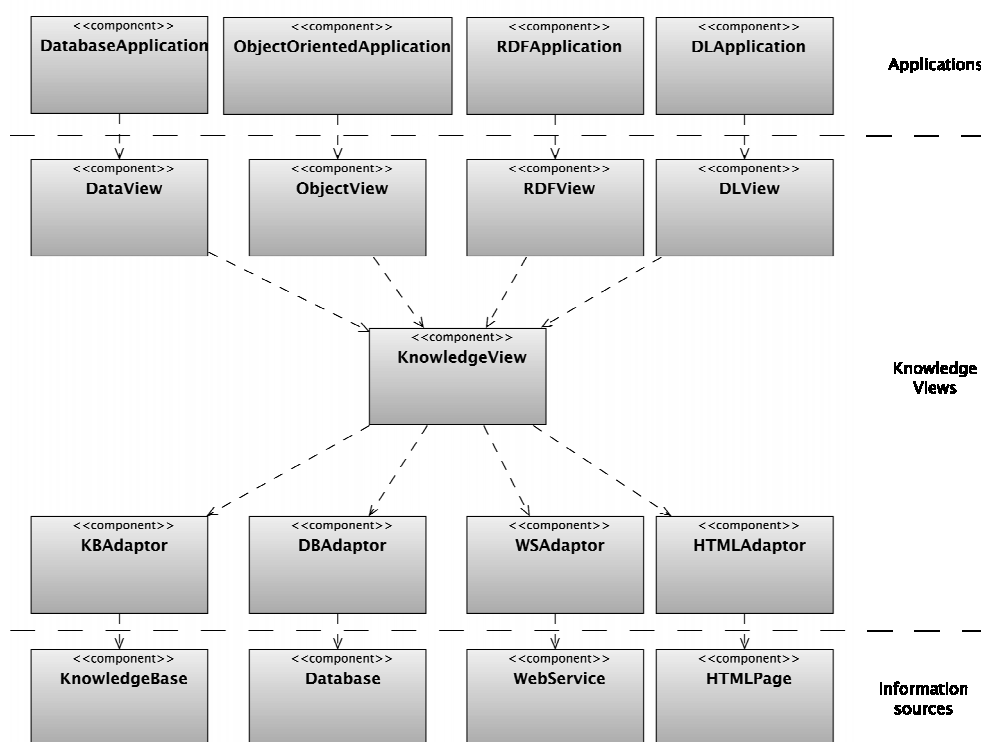 <<component>>
DatabaseApplication
<<component>>
ObjectOrientedApplication
<<component>>
RDFApplication
<<component>>
DLApplication
Applications
<<component>>
DataView
<<component>>
ObjectView
<<component>>
RDFView
<<component>>
DLView
<<component>>
KnowledgeView
Knowledge
Views
<<component>>
KBAdaptor
<<component>>
DBAdaptor
<<component>>
WSAdaptor
<<component>>
HTMLAdaptor
<<component>>
KnowledgeBase
<<component>>
Database
<<component>>
WebService
<<component>>
HTMLPage
Information
sources